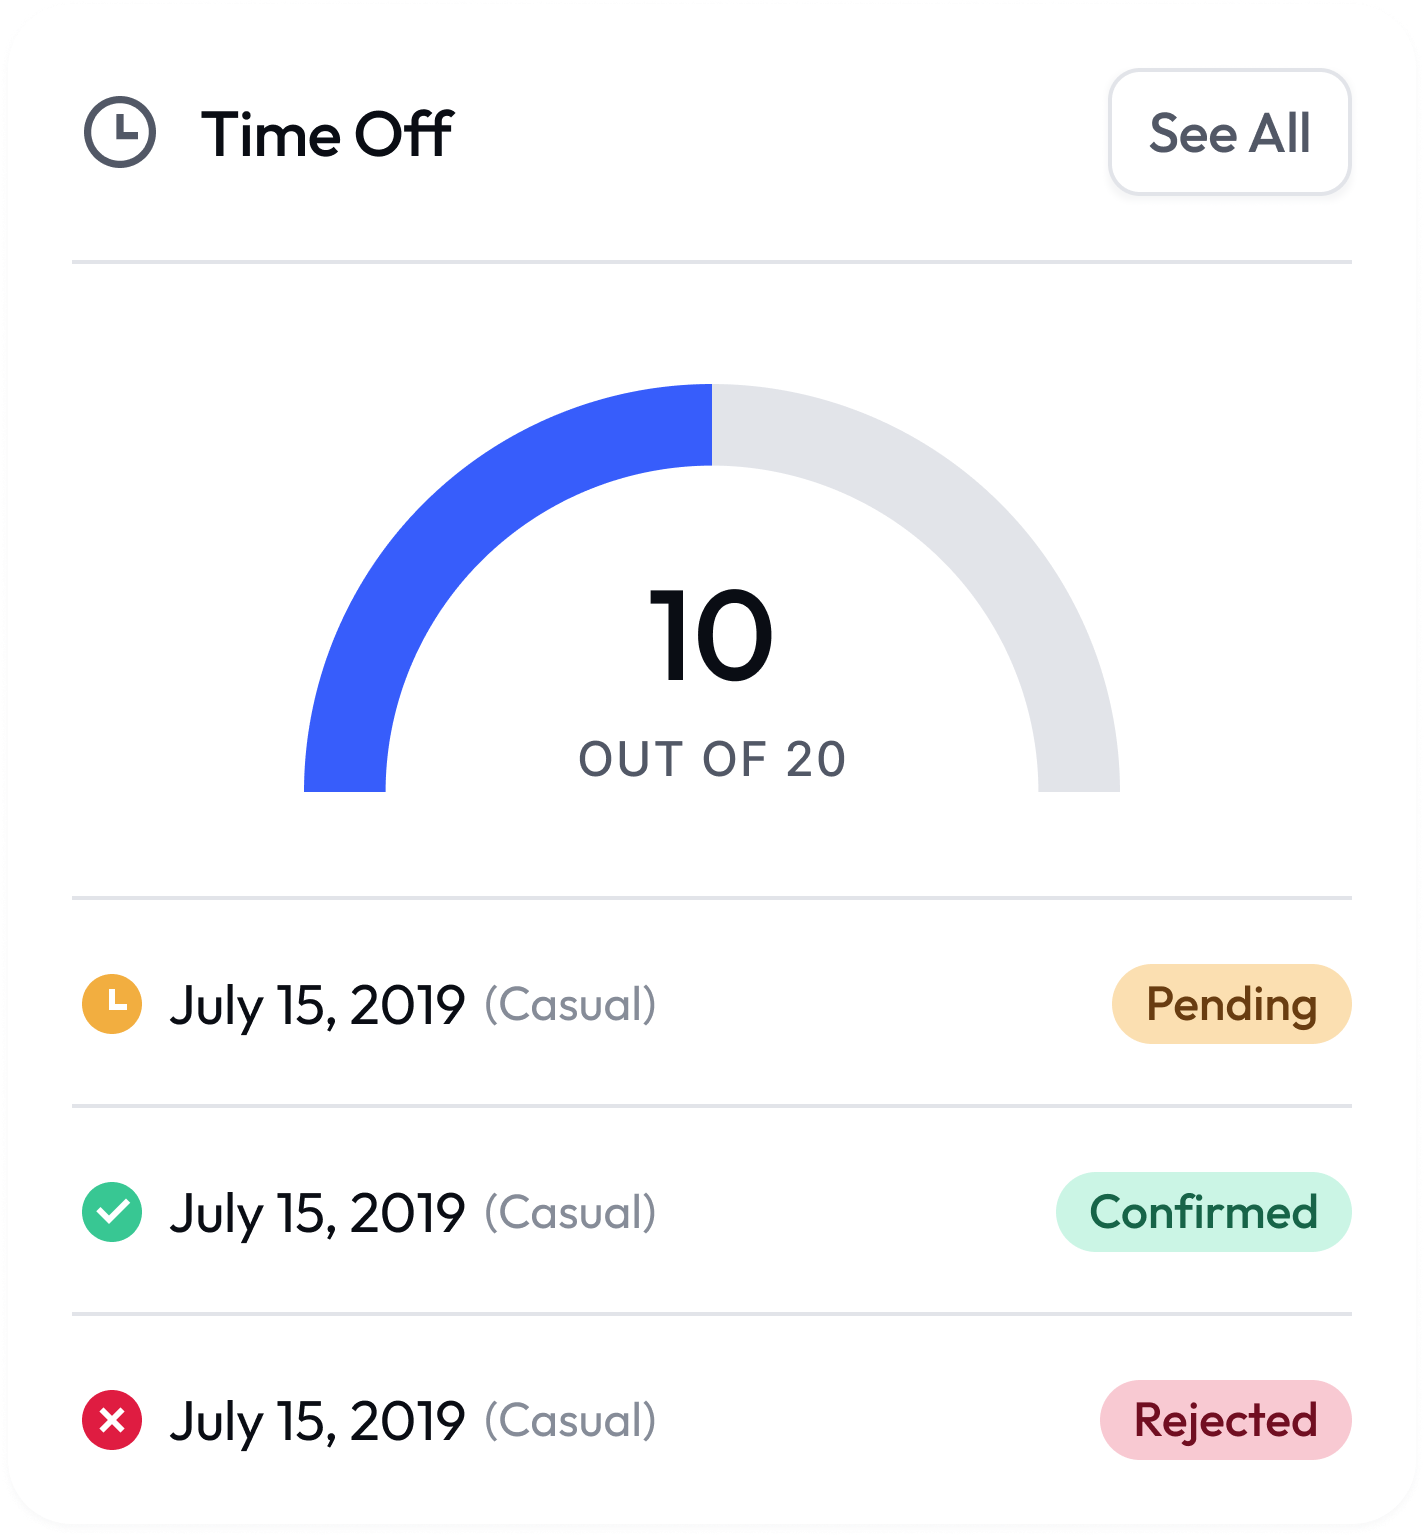 Time Off
See All
10
OUT OF 20
July 15, 2019 (Casual)
Pending
July 15, 2019 (Casual)
Confirmed
July 15, 2019 (Casual)
Rejected